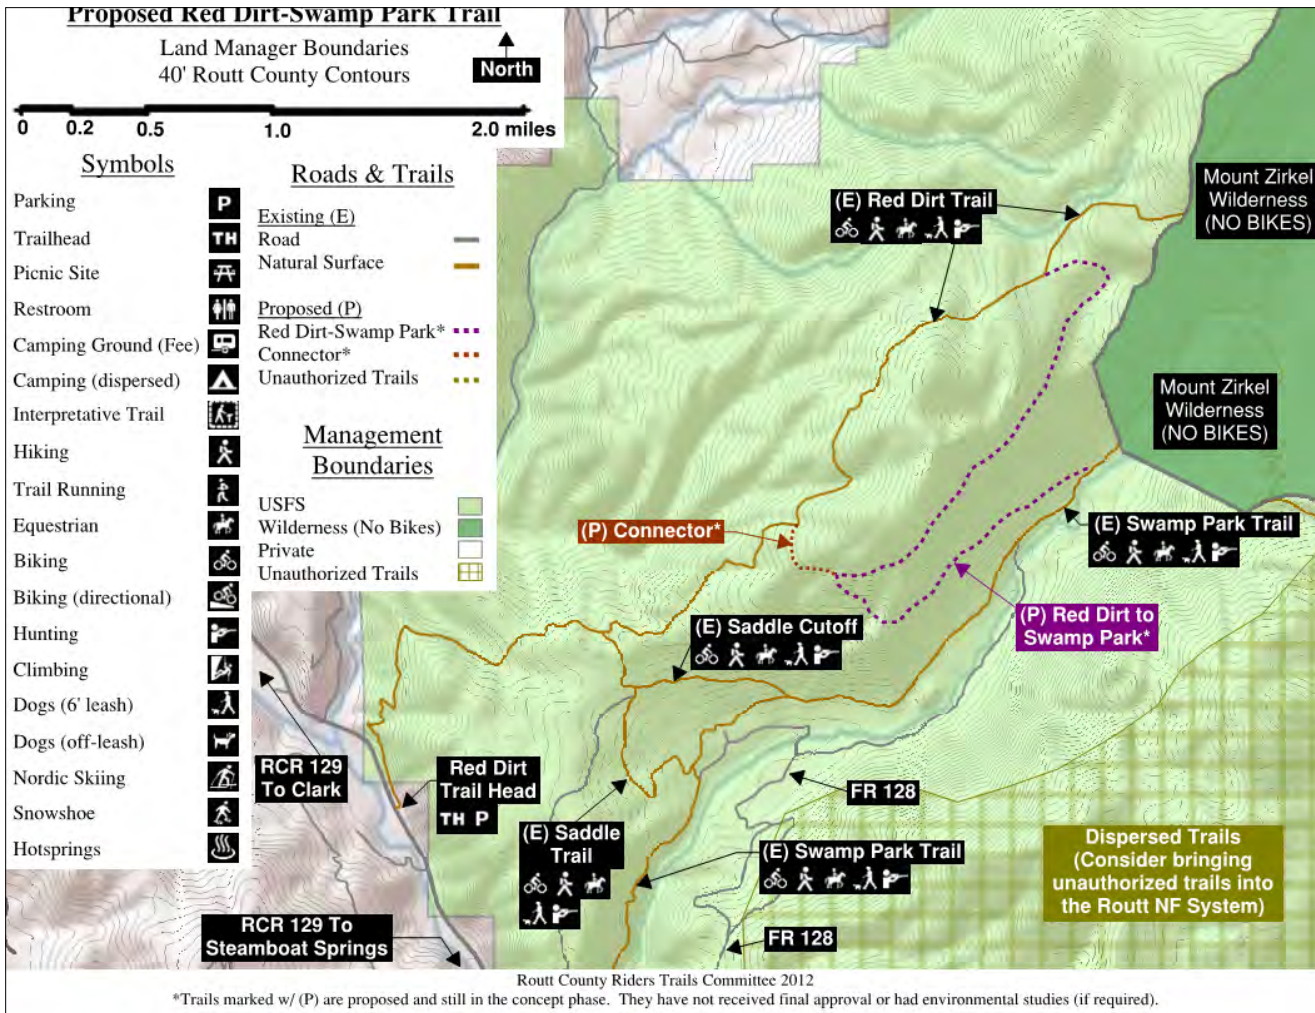 Proposed Red Dirt-Swamp Park Trail
Land Manager Boundaries
40' Routt County Contours
North
0 0.2 0.5 1.0 2.0 miles
Symbols
Parking
P
Trailhead
TH
Picnic Site
Restroom
Camping Ground (Fee)
Camping (dispersed)
Interpretative Trail
Hiking
Trail Running
Equestrian
Biking
Biking (directional)
Hunting
Climbing
Dogs (6' leash)
Dogs (off-leash)
Nordic Skiing
Snowshoe
Hotsprings
Roads & Trails
Existing (E)
Road
Natural Surface
Proposed (P)
Red Dirt-Swamp Park*
Connector*
Unauthorized Trails
Management
Boundaries
USFS
Wilderness (No Bikes)
Private
Unauthorized Trails
(E) Red Dirt Trail
Mount Zirkel
Wilderness
(NO BIKES)
Mount Zirkel
Wilderness
(NO BIKES)
(P) Connector*
(E) Swamp Park Trail
(P) Red Dirt to
Swamp Park*
(E) Saddle Cutoff
RCR 129
To Clark
Red Dirt
Trail Head
TH P
FR 128
(E) Saddle
Trail
(E) Swamp Park Trail
Dispersed Trails
(Consider bringing
unauthorized trails into
the Routt NF System)
RCR 129 To
Steamboat Springs
FR 128
Routt County Riders Trails Committee 2012
*Trails marked w/ (P) are proposed and still in the concept phase. They have not received final approval or had environmental studies (if required).